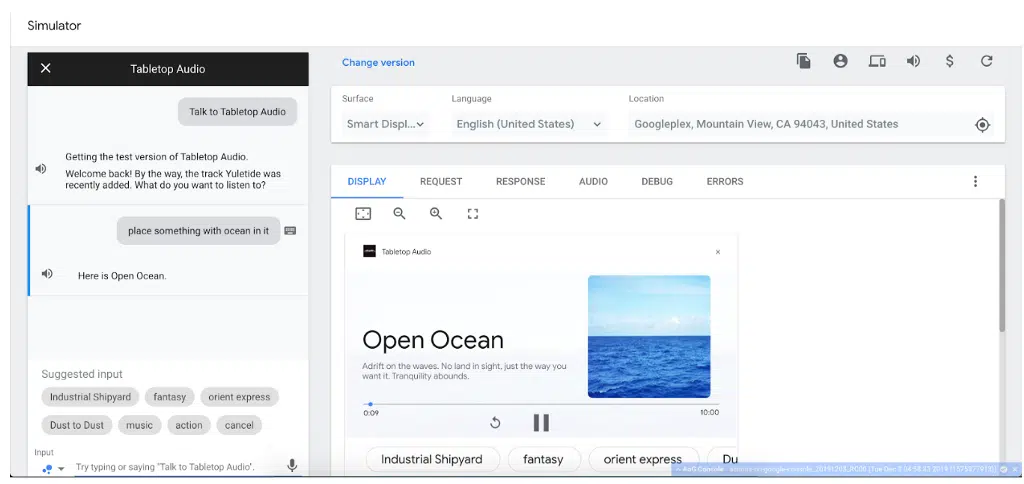 Simulator
Tabletop Audio
Talk to Tabletop Audio
Getting the test version of Tabletop Audio.
Welcome back! By the way, the track Yuletide was
recently added. What do you want to listen to?
place something with ocean in it
Here is Open Ocean.
Suggested input
Industrial Shipyard fantasy orient express
Dust to Dust music action cancel
Input
Try typing or saying "Talk to Tabletop Audio".
Change version
$
Surface Language Location
Smart Displ... English (United States) Googleplex, Mountain View, CA 94043, United States
DISPLAY REQUEST RESPONSE AUDIO DEBUG ERRORS
Tabletop Audio
Open Ocean
Adrift on the waves. No land in sight, just the way you
want it. Tranquility abounds.
0:09 10:00
Industrial Shipyard fantasy orient express Du
AoG Console